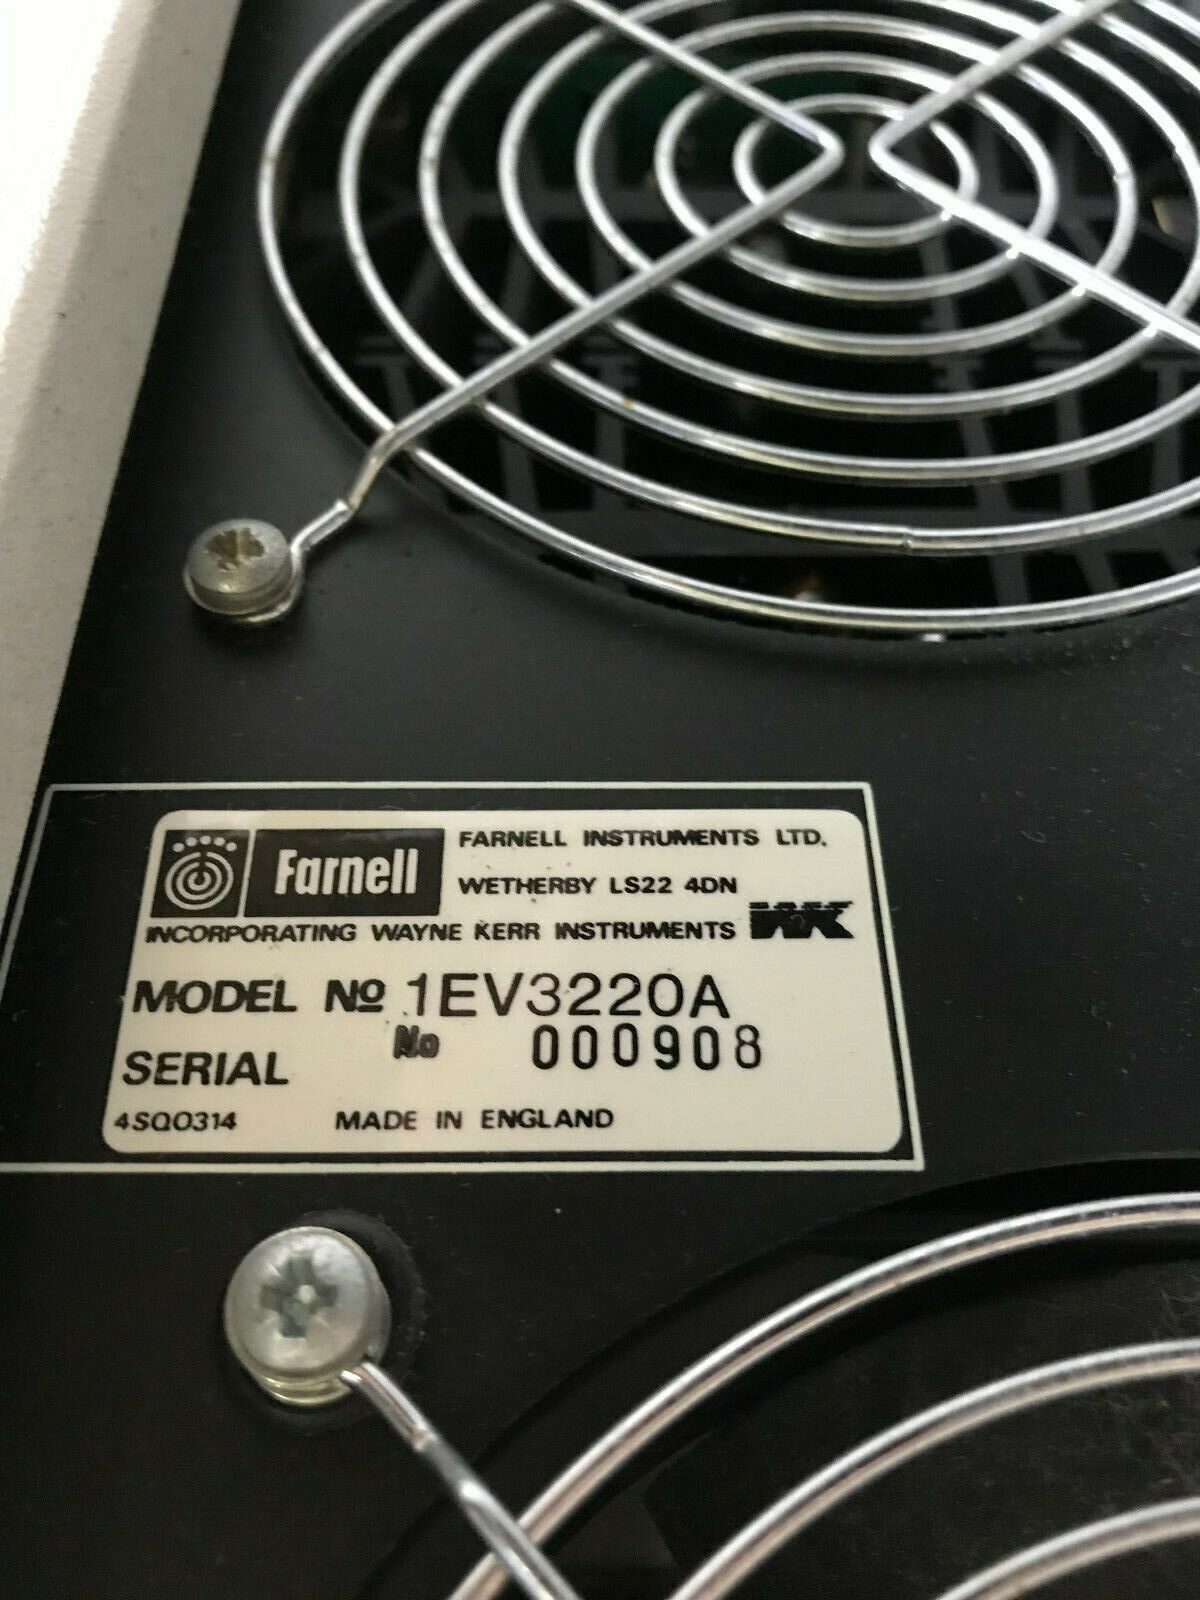 Farnell
FARNELL INSTRUMENTS LTD.
WETHERBY LS22 4DN
INCORPORATING WAYNE KERR INSTRUMENTS WK
MODEL No 1EV3220A
SERIAL No 000908
4SQ0314 MADE IN ENGLAND